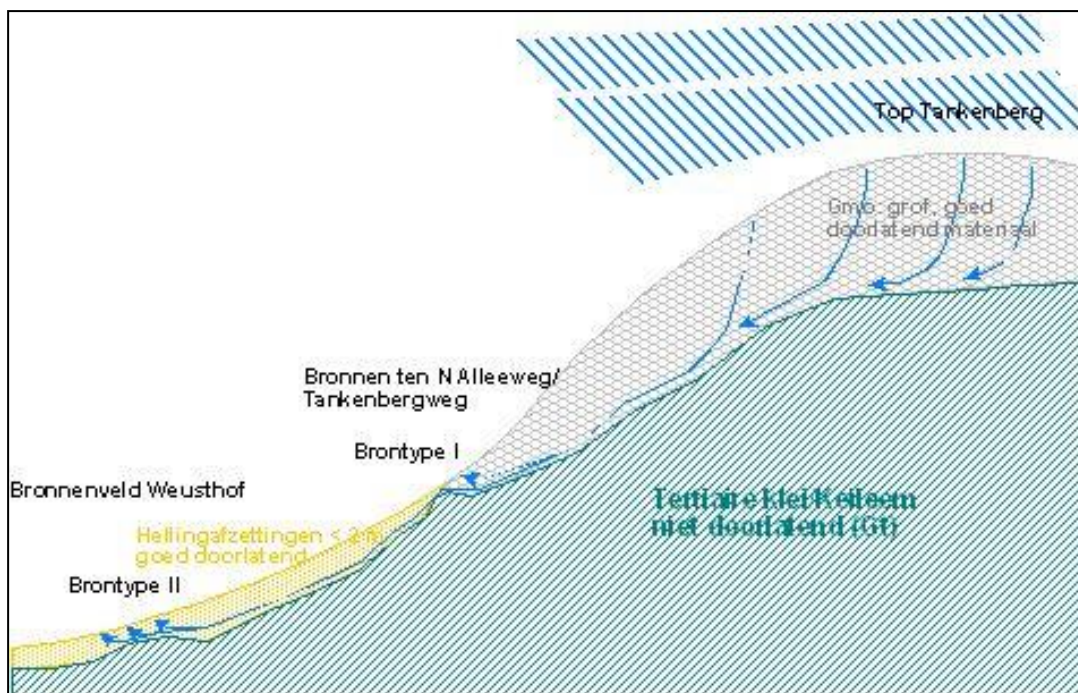 Top Tankenberg
grof, goed
doorlatend materiaal
Bronnen ten N Alleeweg/
Tankenbergweg
Brontype I
Bronnenveld Weusthof
Tertiaire klei/Keileem
niet doorlatend (Gt)
Hellingafzettingen < 2 m
goed doorlatend
Brontype II